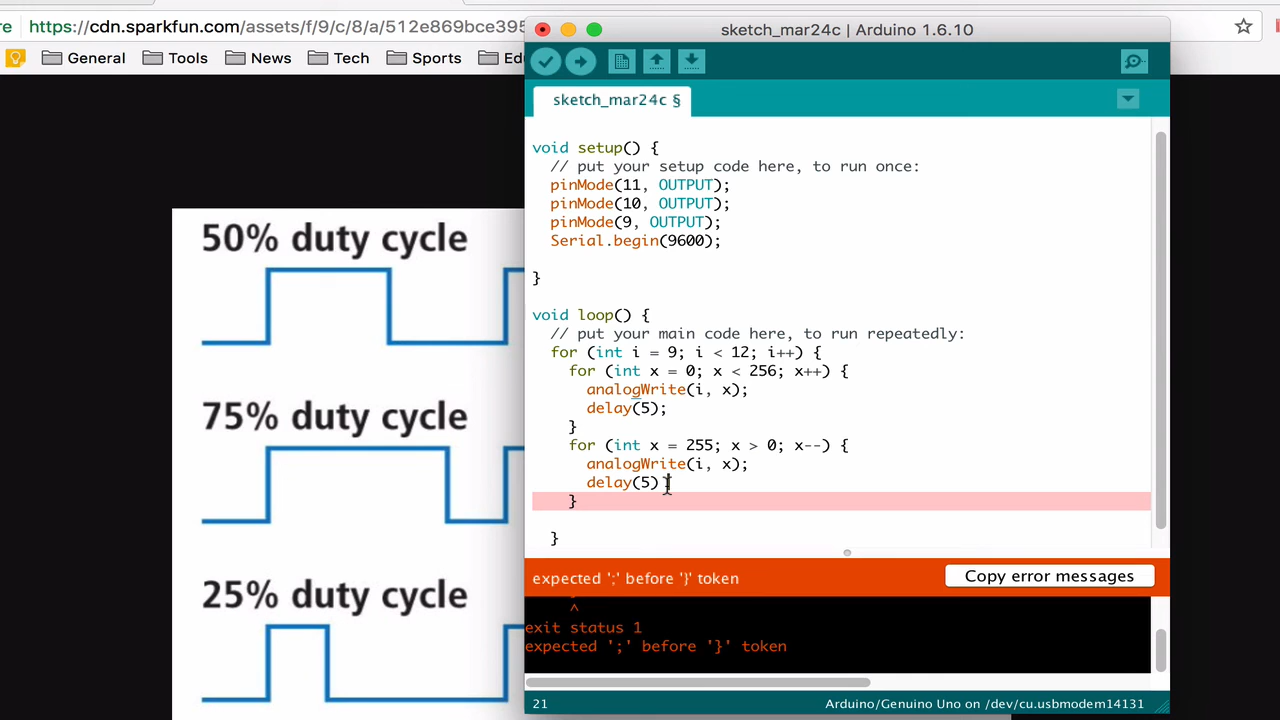 re https://cdn.sparkfun.com/assets/f/9/c/8/a/512e869bce395
General Tools News Tech Sports Edu
sketch_mar24c | Arduino 1.6.10
sketch_mar24c §
void setup() {
// put your setup code here, to run once:
pinMode(11, OUTPUT);
pinMode(10, OUTPUT);
pinMode(9, OUTPUT);
Serial.begin(9600);
}
void loop() {
// put your main code here, to run repeatedly:
for (int i = 9; i < 12; i++) {
for (int x = 0; x < 256; x++) {
analogWrite(i, x);
delay(5);
}
for (int x = 255; x > 0; x--) {
analogWrite(i, x);
delay(5)
}
}
50% duty cycle
75% duty cycle
25% duty cycle
expected ';' before '}' token
Copy error messages
^
exit status 1
expected ';' before '}' token
21
Arduino/Genuino Uno on /dev/cu.usbmodem14131